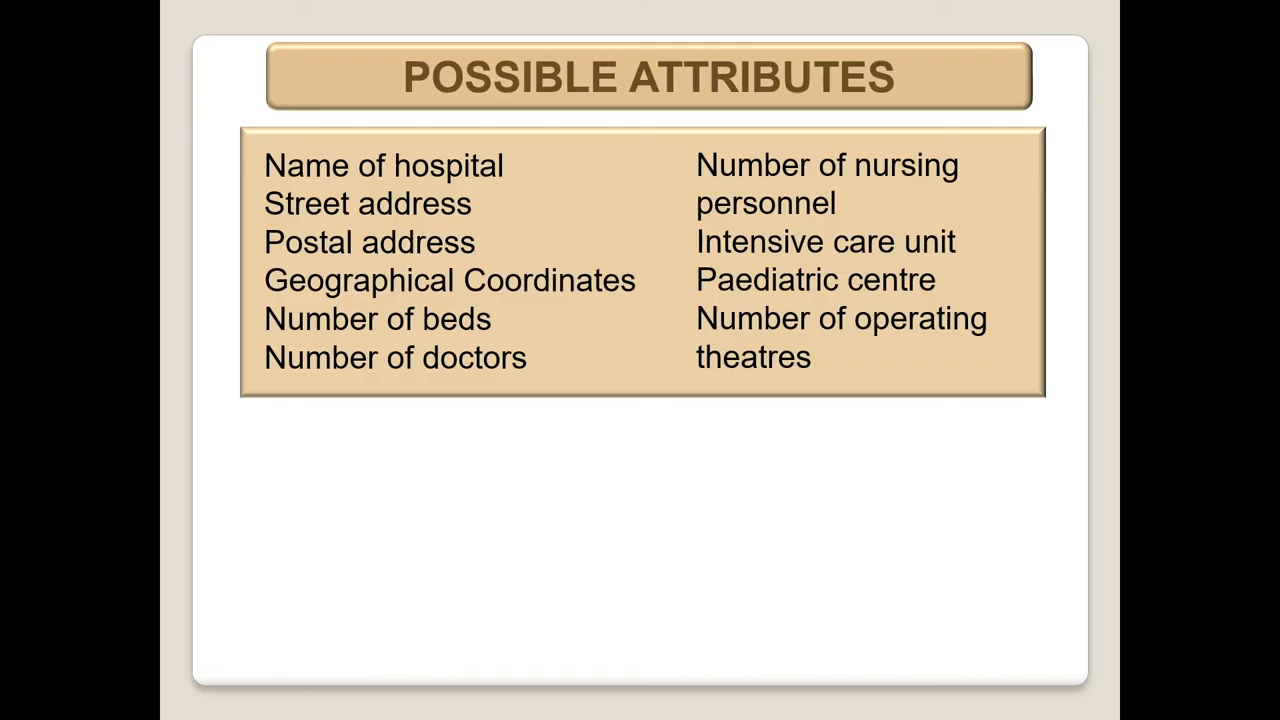 POSSIBLE ATTRIBUTES
Name of hospital
Street address
Postal address
Geographical Coordinates
Number of beds
Number of doctors
Number of nursing
personnel
Intensive care unit
Paediatric centre
Number of operating
theatres